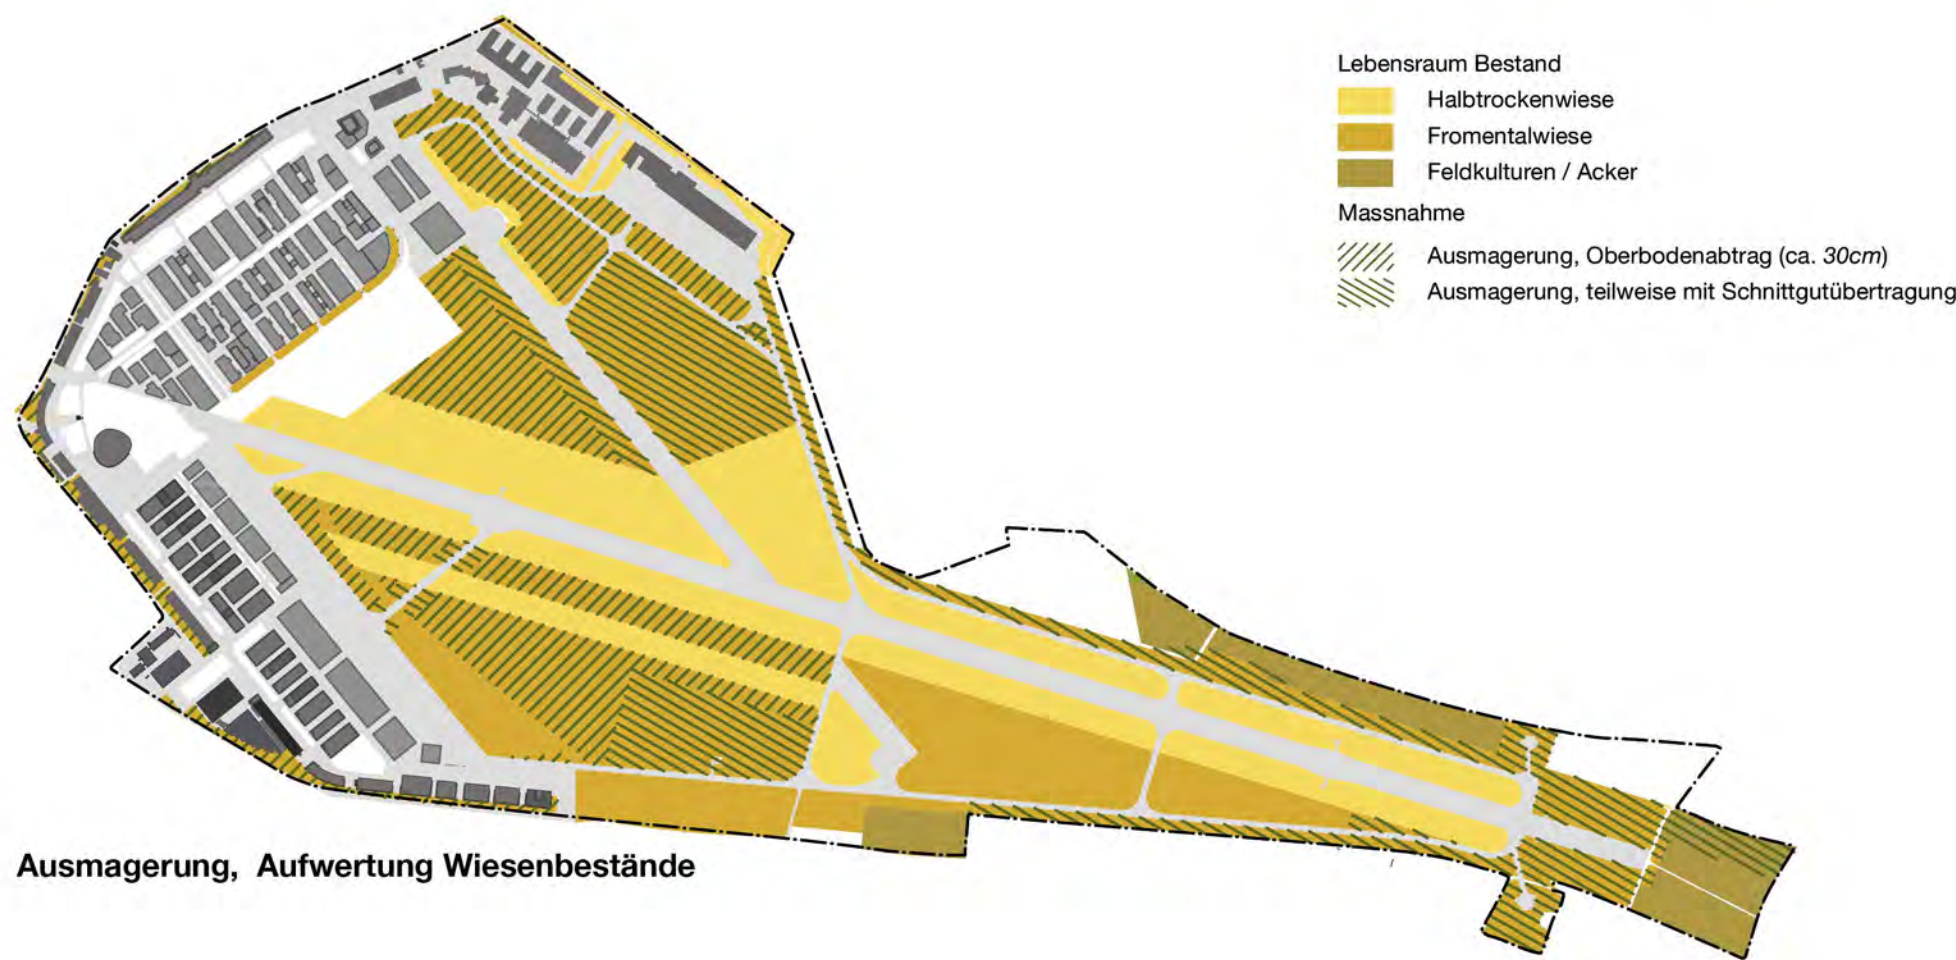 Lebensraum Bestand
Halbtrockenwiese
Fromentalwiese
Feldkulturen / Acker
Massnahme
Ausmagerung, Oberbodenabtrag (ca. 30cm)
Ausmagerung, teilweise mit Schnittgutübertragung
Ausmagerung, Aufwertung Wiesenbestände